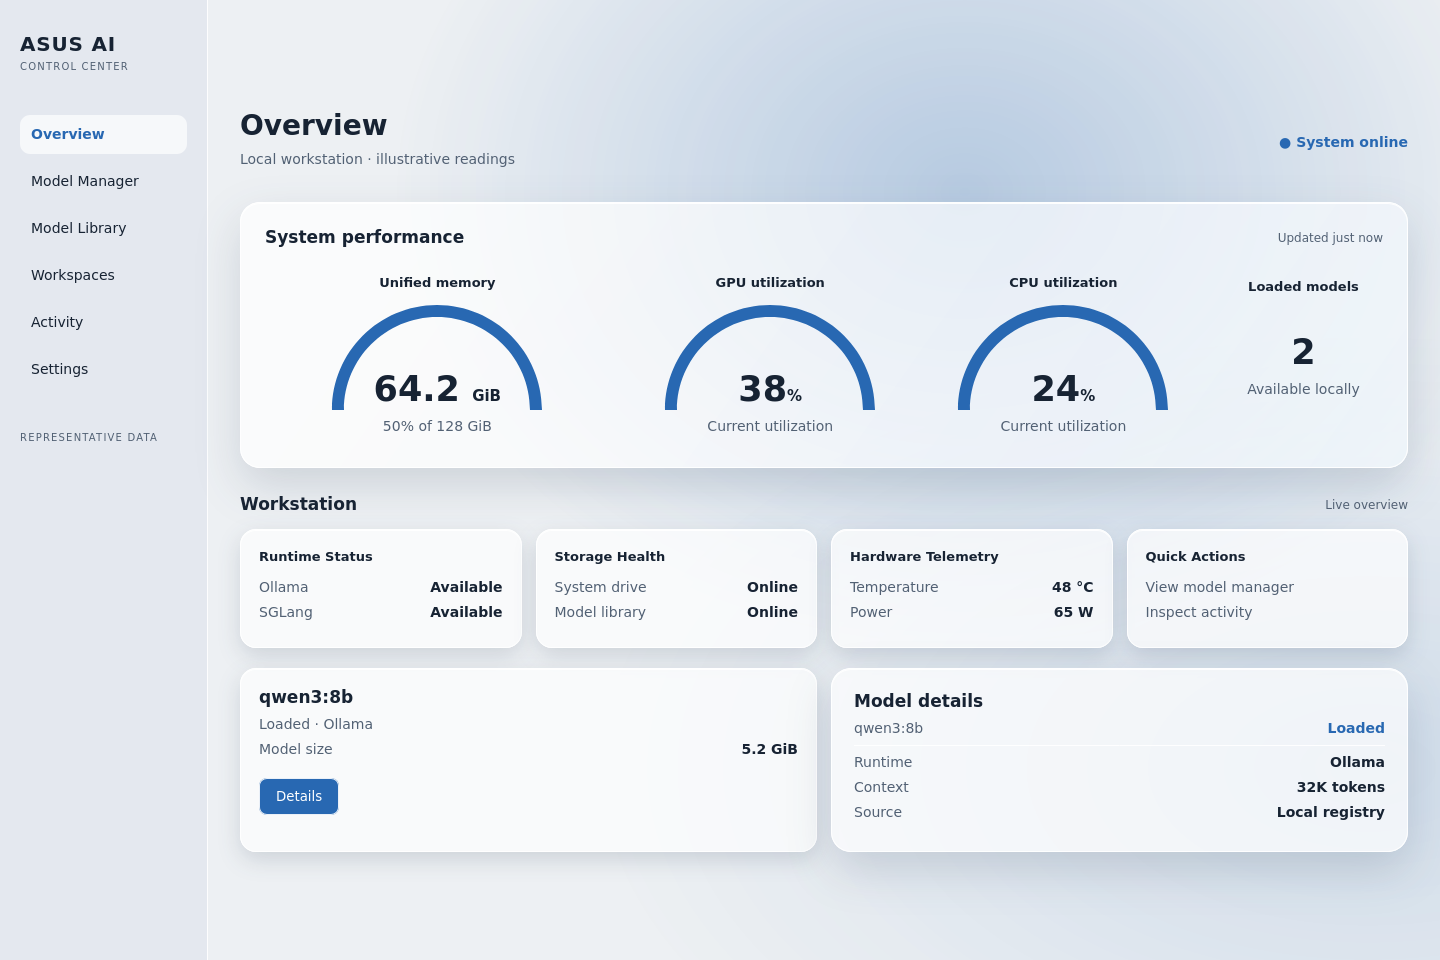 ASUS AI
CONTROL CENTER
Overview
Model Manager
Model Library
Workspaces
Activity
Settings
REPRESENTATIVE DATA
Overview
Local workstation · illustrative readings
● System online
System performance
Updated just now
Unified memory
64.2 GiB
50% of 128 GiB
GPU utilization
38%
Current utilization
CPU utilization
24%
Current utilization
Loaded models
2
Available locally
Workstation
Live overview
Runtime Status
Ollama Available
SGLang Available
Storage Health
System drive Online
Model library Online
Hardware Telemetry
Temperature 48 °C
Power 65 W
Quick Actions
View model manager
Inspect activity
qwen3:8b
Loaded · Ollama
Model size 5.2 GiB
Details
Model details
qwen3:8b Loaded
Runtime Ollama
Context 32K tokens
Source Local registry